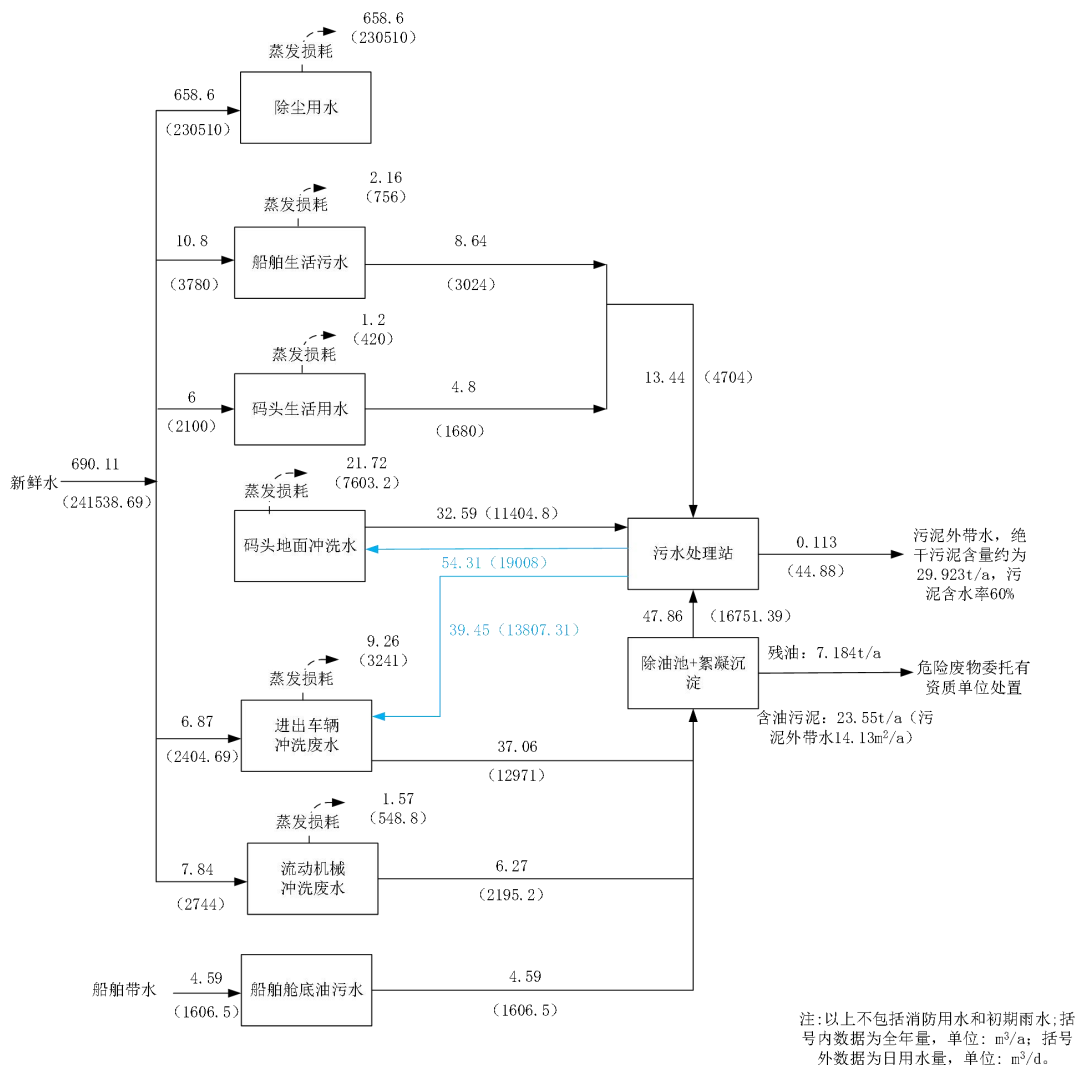 658.6
(230510)
蒸发损耗
658.6
除尘用水
(230510)
2.16
(756)
蒸发损耗
10.8
船舶生活污水
8.64
(3780)
(3024)
1.2
(420)
蒸发损耗
13.44
(4704)
6
码头生活用水
4.8
(2100)
(1680)
新鲜水
690.11
(241538.69)
21.72
(7603.2)
蒸发损耗
32.59(11404.8)
码头地面冲洗水
54.31(19008)
污水处理站
0.113
(44.88)
污泥外带水，绝
干污泥含量约为
29.923t/a，污
泥含水率60%
39.45(13807.31)
47.86
(16751.39)
9.26
(3241)
蒸发损耗
除油池+絮凝沉
淀
残油：7.184t/a
危险废物委托有
资质单位处置
含油污泥：23.55t/a（污
泥外带水14.13m²/a）
6.87
进出车辆
冲洗废水
(2404.69)
37.06
(12971)
1.57
(548.8)
蒸发损耗
7.84
流动机械
冲洗废水
(2744)
6.27
(2195.2)
船舶带水
4.59
(1606.5)
船舶舱底油污水
4.59
(1606.5)
注:以上不包括消防用水和初期雨水;括
号内数据为全年量，单位: m³/a; 括号
外数据为日用水量，单位: m³/d。